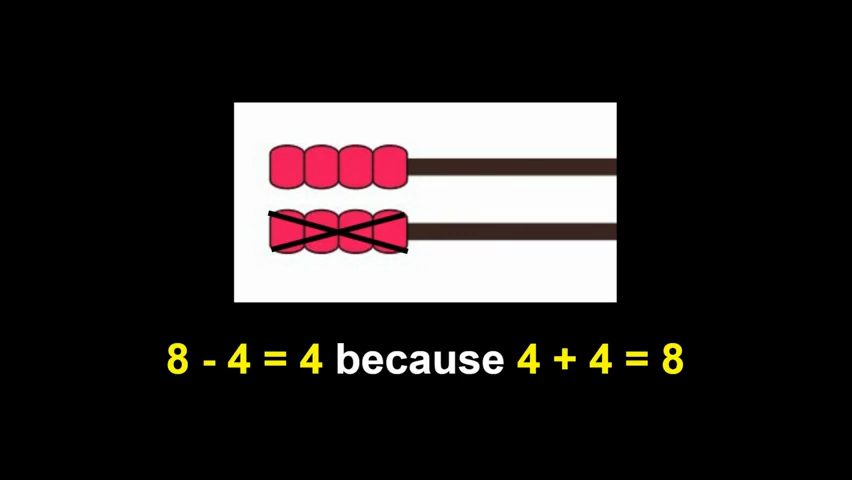 8 - 4 = 4 because 4 + 4 = 8